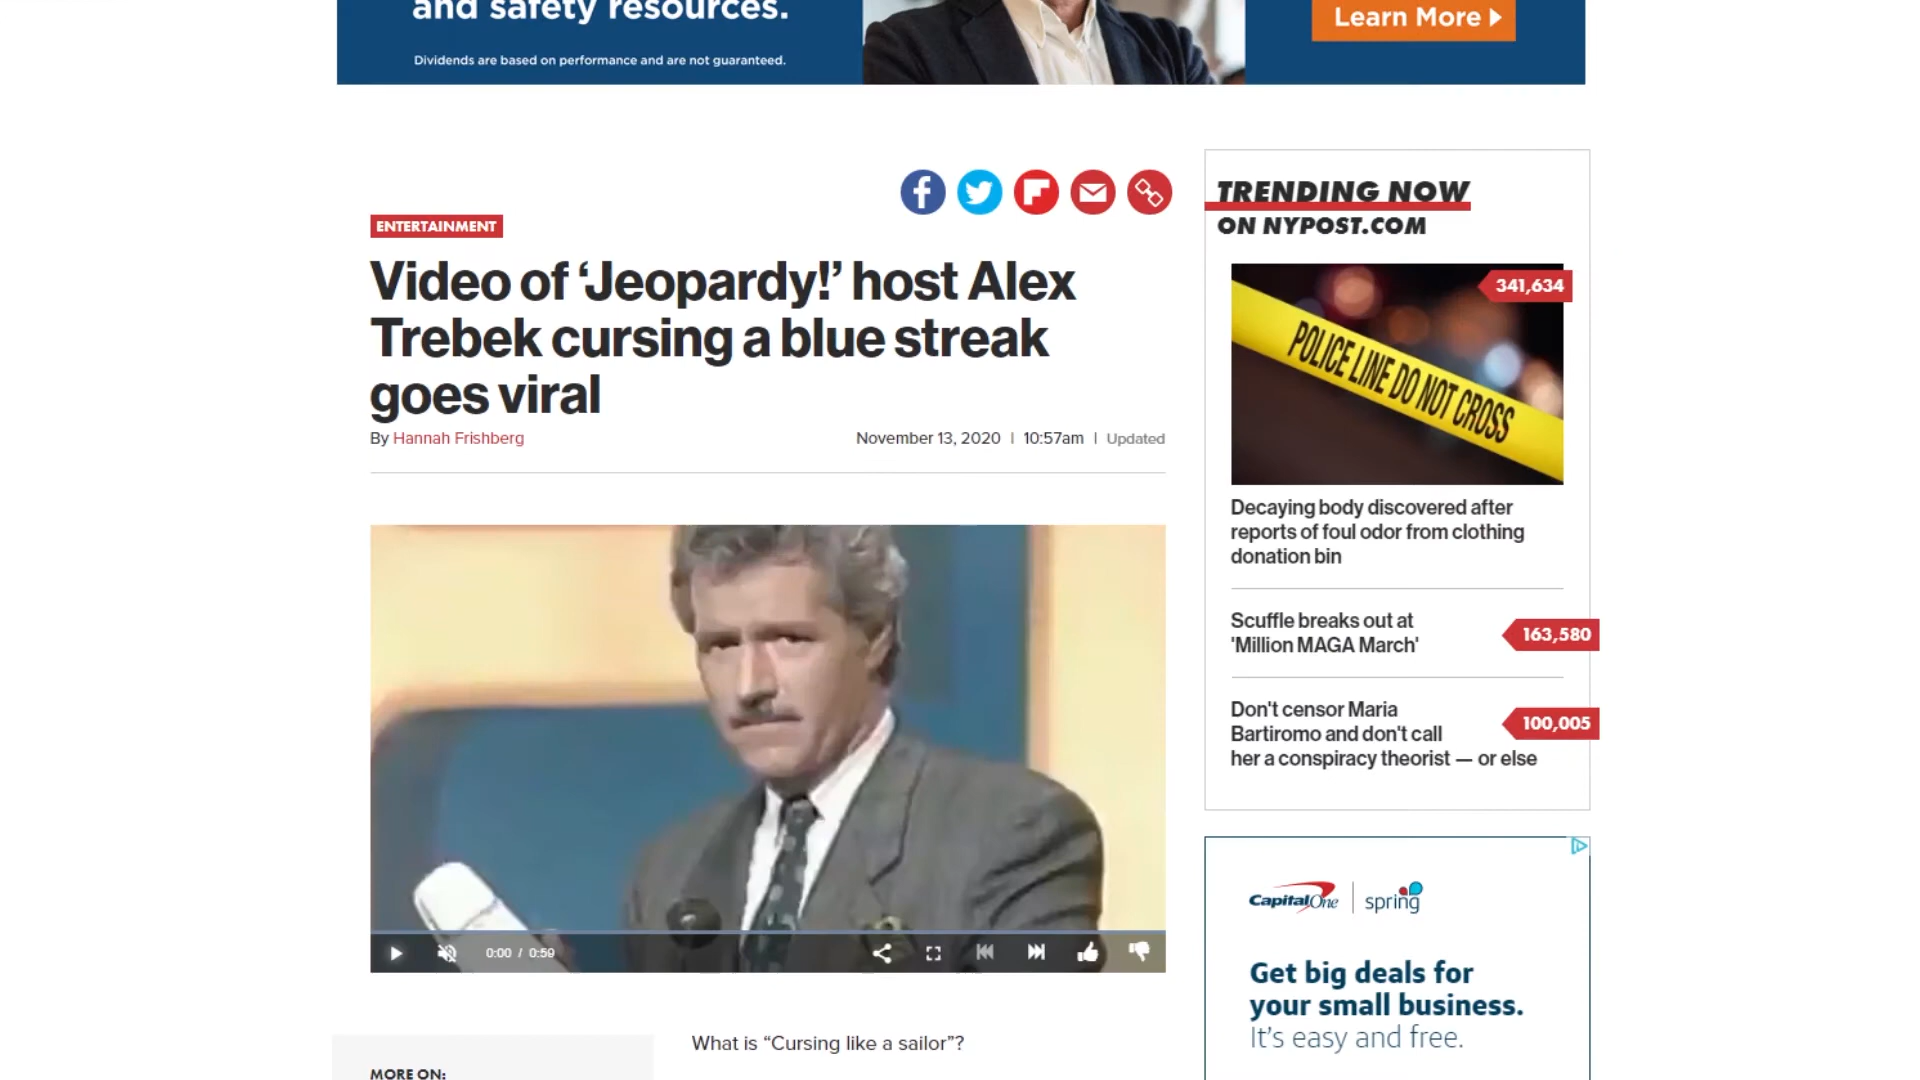 and safety resources.
Dividends are based on performance and are not guaranteed.
Learn More
ENTERTAINMENT
Video of ‘Jeopardy!’ host Alex
Trebek cursing a blue streak
goes viral
By Hannah Frishberg
November 13, 2020 | 10:57am | Updated
0:00 / 0:59
What is “Cursing like a sailor”?
MORE ON:
TRENDING NOW
ON NYPOST.COM
341,634
POLICE LINE DO NOT CROSS
Decaying body discovered after
reports of foul odor from clothing
donation bin
Scuffle breaks out at
'Million MAGA March'
163,580
Don't censor Maria
Bartiromo and don't call
her a conspiracy theorist — or else
100,005
CapitalOne | spring
Get big deals for
your small business.
It’s easy and free.